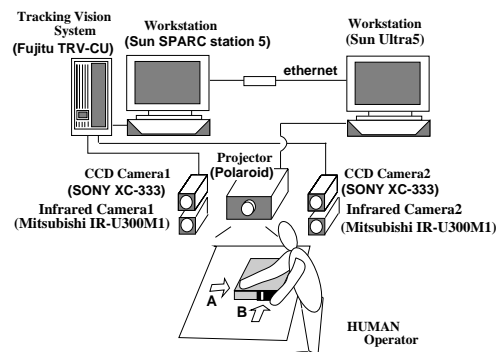 Tracking Vision
System
(Fujitu TRV-CU)
Workstation
(Sun SPARC station 5)
ethernet
Workstation
(Sun Ultra5)
CCD Camera1
(SONY XC-333)
Infrared Camera1
(Mitsubishi IR-U300M1)
Projector
(Polaroid)
CCD Camera2
(SONY XC-333)
Infrared Camera2
(Mitsubishi IR-U300M1)
A
B
HUMAN
Operator